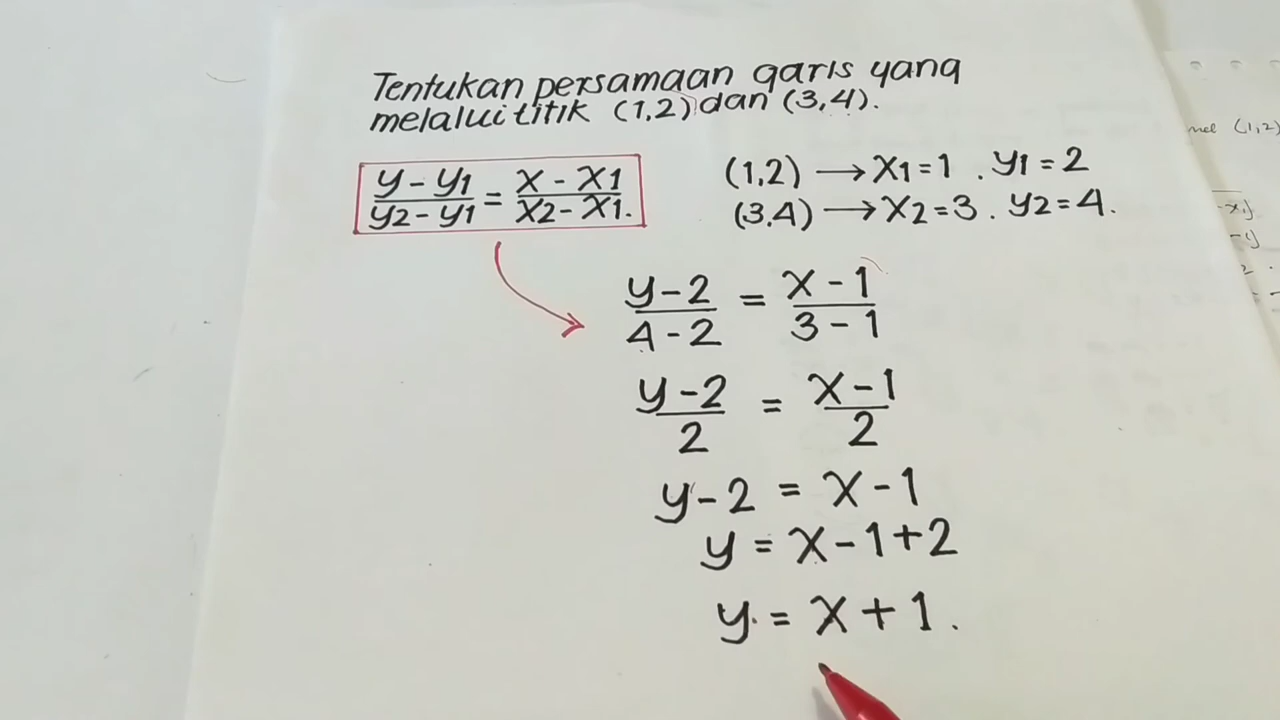 Tentukan persamaan garis yang
melalui titik (1,2) dan (3,4).
y - y1 / y2 - y1 = x - x1 / x2 - x1.
(1,2) → x1 = 1 . y1 = 2
(3,4) → x2 = 3 . y2 = 4.
y - 2 / 4 - 2 = x - 1 / 3 - 1
y - 2 / 2 = x - 1 / 2
y - 2 = x - 1
y = x - 1 + 2
y = x + 1.
(1,2)